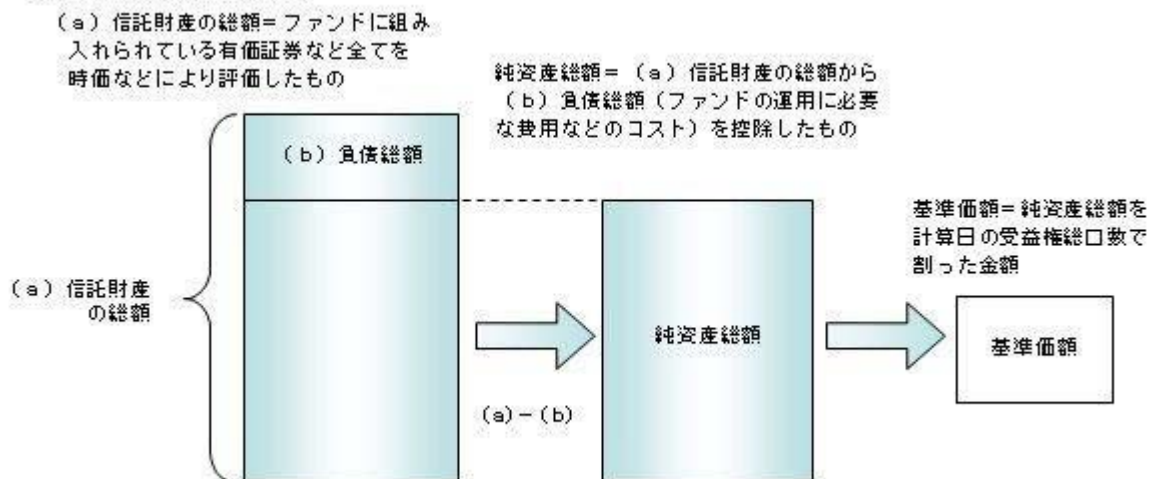 (a)信託財産の総額=ファンドに組み
入れられている有価証券など全てを
時価などにより評価したもの
純資産総額=(a)信託財産の総額から
(b)負債総額(ファンドの運用に必要
な費用などのコスト)を控除したもの
(b)負債総額
基準価額=純資産総額を
計算日の受益権総口数で
割った金額
(a)信託財産
の総額
純資産総額
基準価額
(a)-(b)